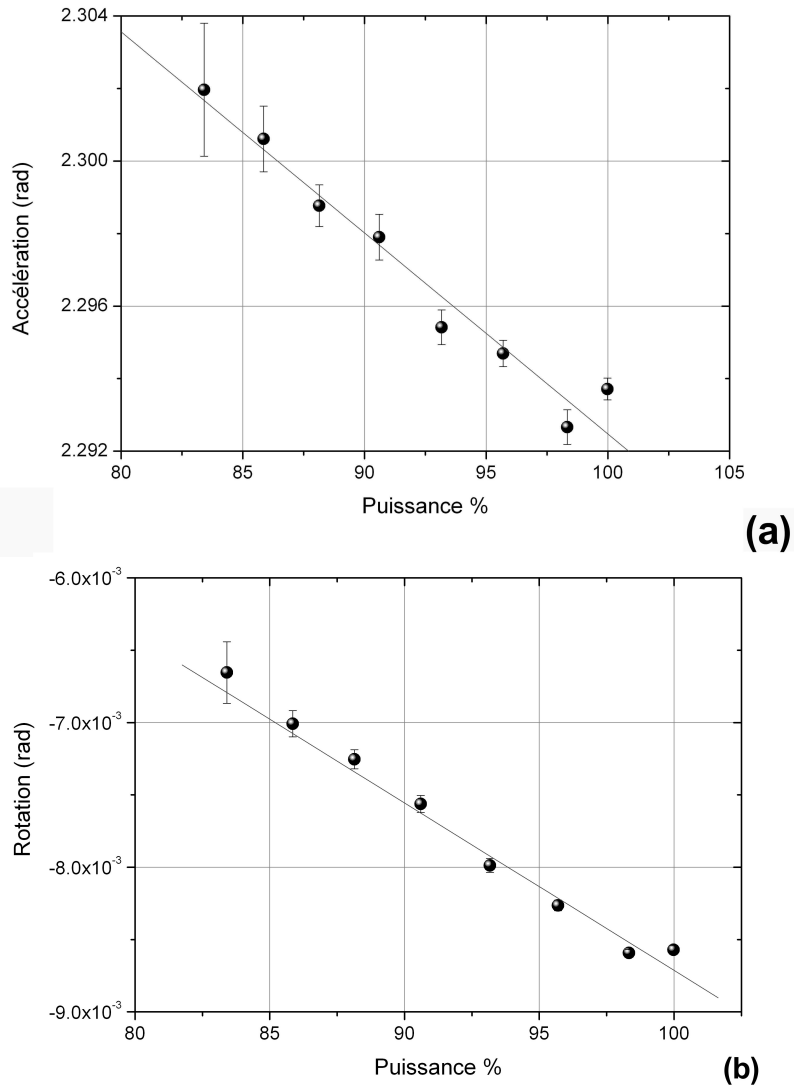 2.304
2.300
2.296
2.292
Accélération (rad)
80 85 90 95 100 105
Puissance %
(a)
-6.0x10⁻³
-7.0x10⁻³
-8.0x10⁻³
-9.0x10⁻³
Rotation (rad)
80 85 90 95 100
Puissance %
(b)